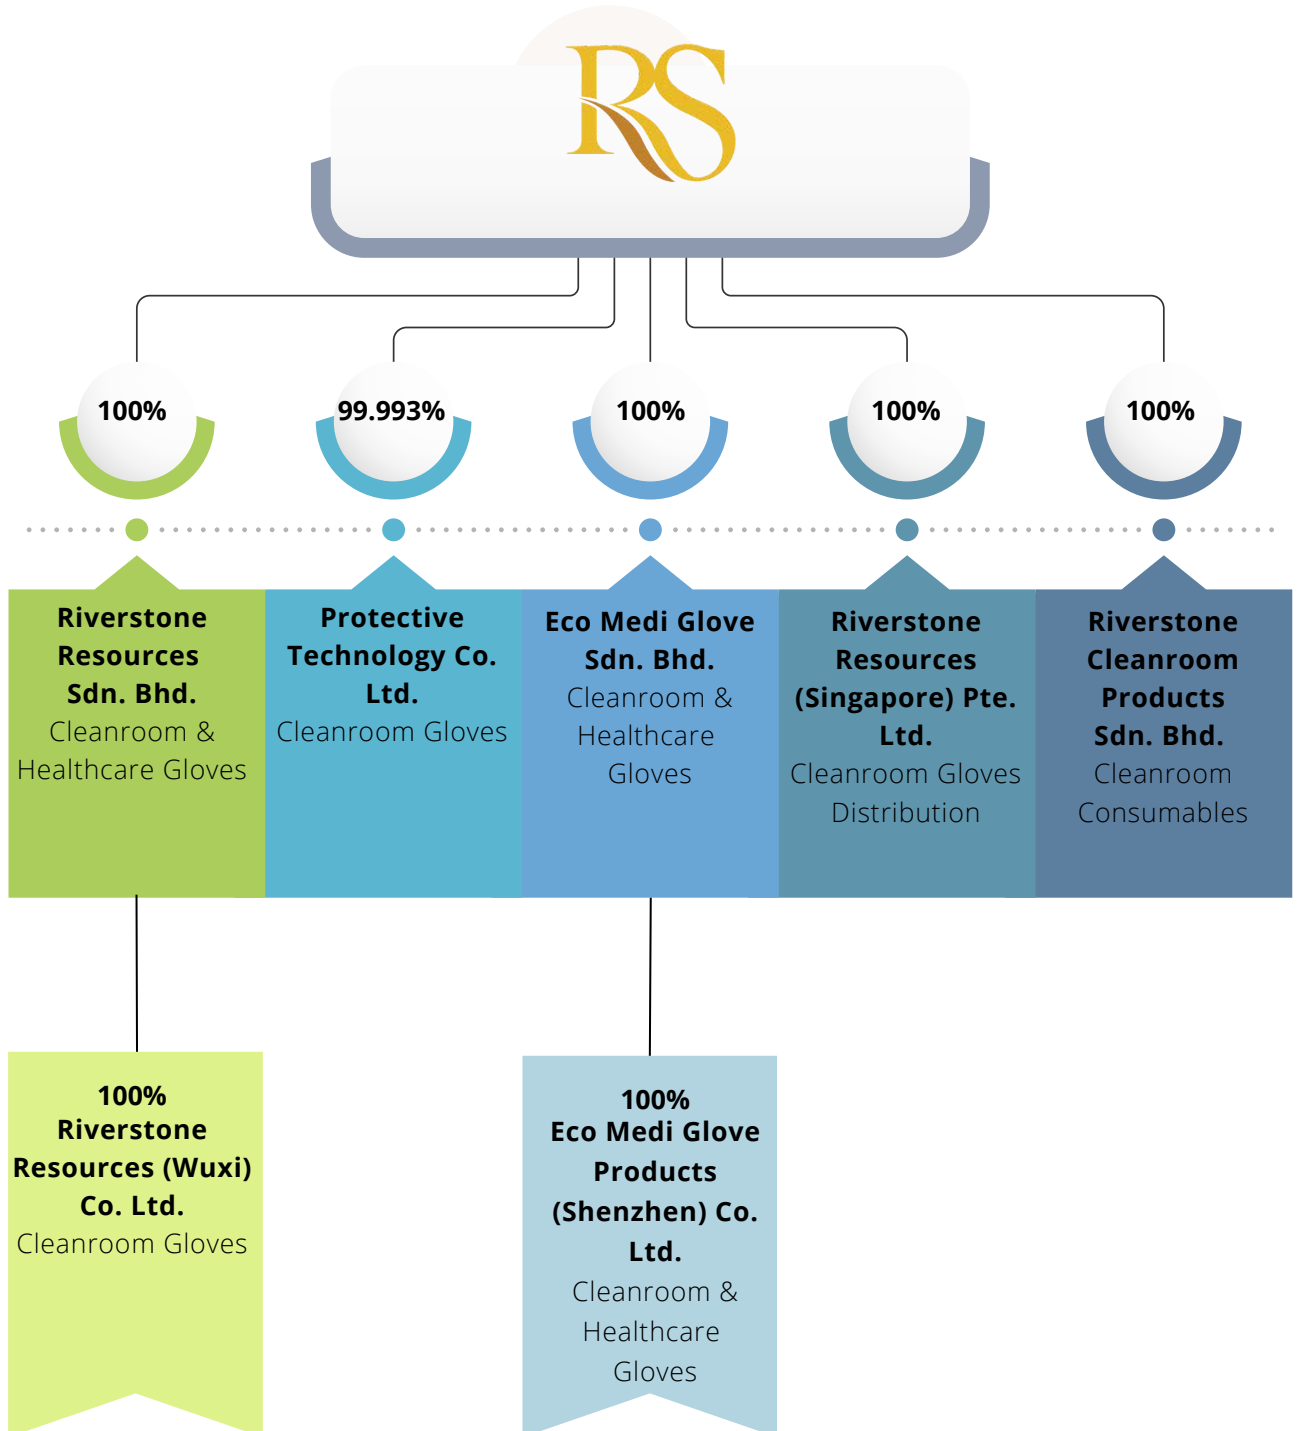 RS
100%
99.993%
100%
100%
100%
Riverstone
Resources
Sdn. Bhd.
Cleanroom &
Healthcare Gloves
Protective
Technology Co.
Ltd.
Cleanroom Gloves
Eco Medi Glove
Sdn. Bhd.
Cleanroom &
Healthcare
Gloves
Riverstone
Resources
(Singapore) Pte.
Ltd.
Cleanroom Gloves
Distribution
Riverstone
Cleanroom
Products
Sdn. Bhd.
Cleanroom
Consumables
100%
Riverstone
Resources (Wuxi)
Co. Ltd.
Cleanroom Gloves
100%
Eco Medi Glove
Products
(Shenzhen) Co.
Ltd.
Cleanroom &
Healthcare
Gloves